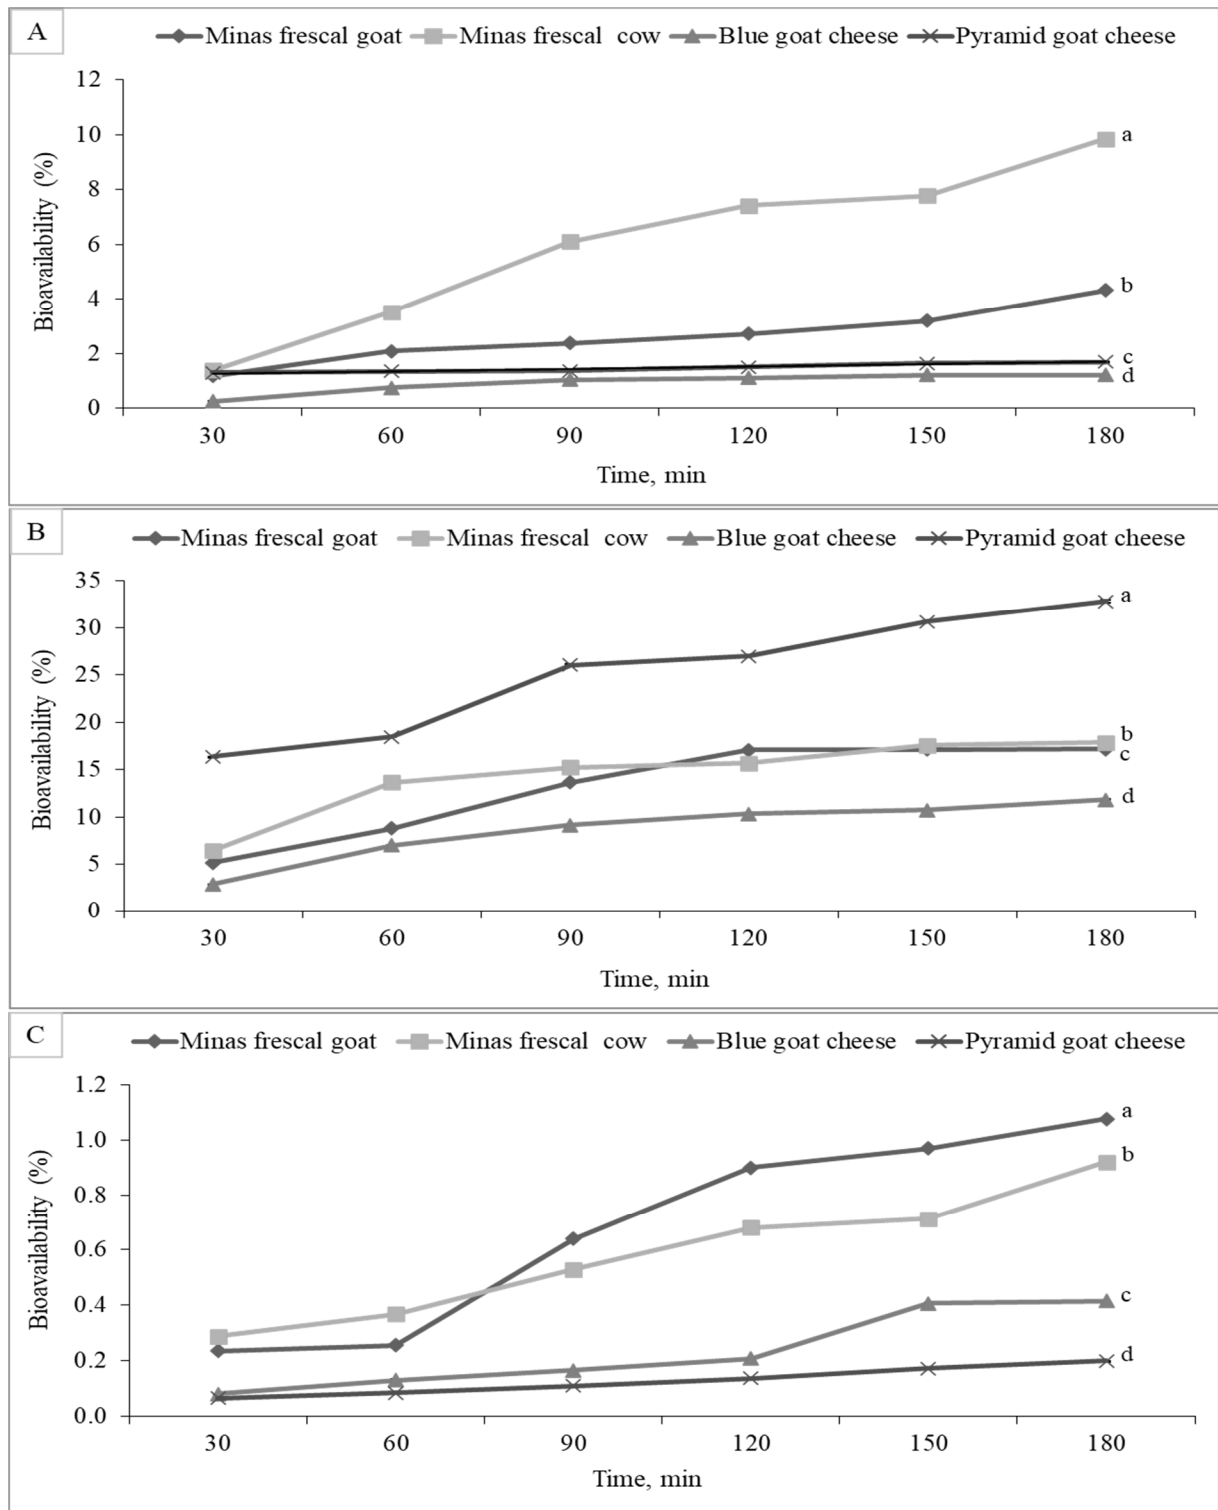 A
Minas frescal goat Minas frescal cow Blue goat cheese Pyramid goat cheese
12
10
8
6
4
2
0
Bioavailability (%)
a
b
c
d
30 60 90 120 150 180
Time, min
B
Minas frescal goat Minas frescal cow Blue goat cheese Pyramid goat cheese
35
30
25
20
15
10
5
0
Bioavailability (%)
a
b
c
d
30 60 90 120 150 180
Time, min
C
Minas frescal goat Minas frescal cow Blue goat cheese Pyramid goat cheese
1.2
1.0
0.8
0.6
0.4
0.2
0.0
Bioavailability (%)
a
b
c
d
30 60 90 120 150 180
Time, min